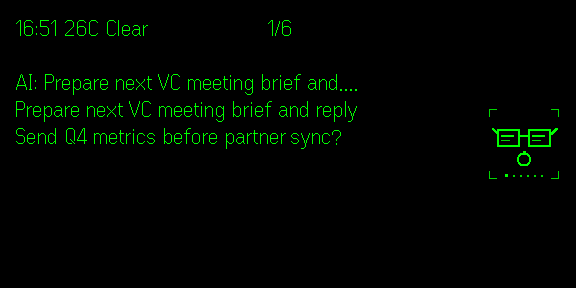 16:51 26C Clear 1/6
AI: Prepare next VC meeting brief and....
Prepare next VC meeting brief and reply
Send Q4 metrics before partner sync?